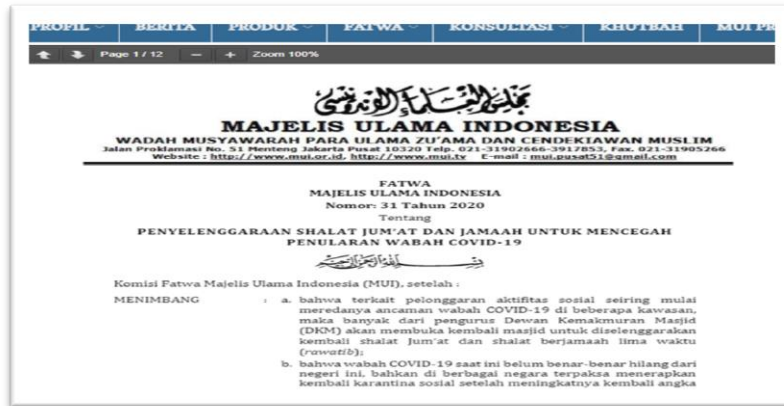 PROFIL BERITA PRODUK FATWA KONSULTASI KHUTBAH MUI PR
Page 1 / 12 − + Zoom 100%
مجلس العلماء الإندونيسي
MAJELIS ULAMA INDONESIA
WADAH MUSYAWARAH PARA ULAMA ZU'AMA DAN CENDEKIAWAN MUSLIM
Jalan Proklamasi No. 51 Menteng Jakarta Pusat 10320 Telp. 021-31902666-3917853, Fax. 021-31905266
Website : http://www.mui.or.id, http://www.mui.tv E-mail : mui.pusat51@gmail.com
FATWA
MAJELIS ULAMA INDONESIA
Nomor: 31 Tahun 2020
Tentang
PENYELENGGARAAN SHALAT JUM'AT DAN JAMAAH UNTUK MENCEGAH
PENULARAN WABAH COVID-19
بسم الله الرحمن الرحيم
Komisi Fatwa Majelis Ulama Indonesia (MUI), setelah :
MENIMBANG : a. bahwa terkait pelonggaran aktifitas sosial seiring mulai
meredanya ancaman wabah COVID-19 di beberapa kawasan,
maka banyak dari pengurus Dewan Kemakmuran Masjid
(DKM) akan membuka kembali masjid untuk diselenggarakan
kembali shalat Jum'at dan shalat berjamaah lima waktu
(rawatib);
b. bahwa wabah COVID-19 saat ini belum benar-benar hilang dari
negeri ini, bahkan di berbagai negara terpaksa menerapkan
kembali karantina sosial setelah meningkatnya kembali angka